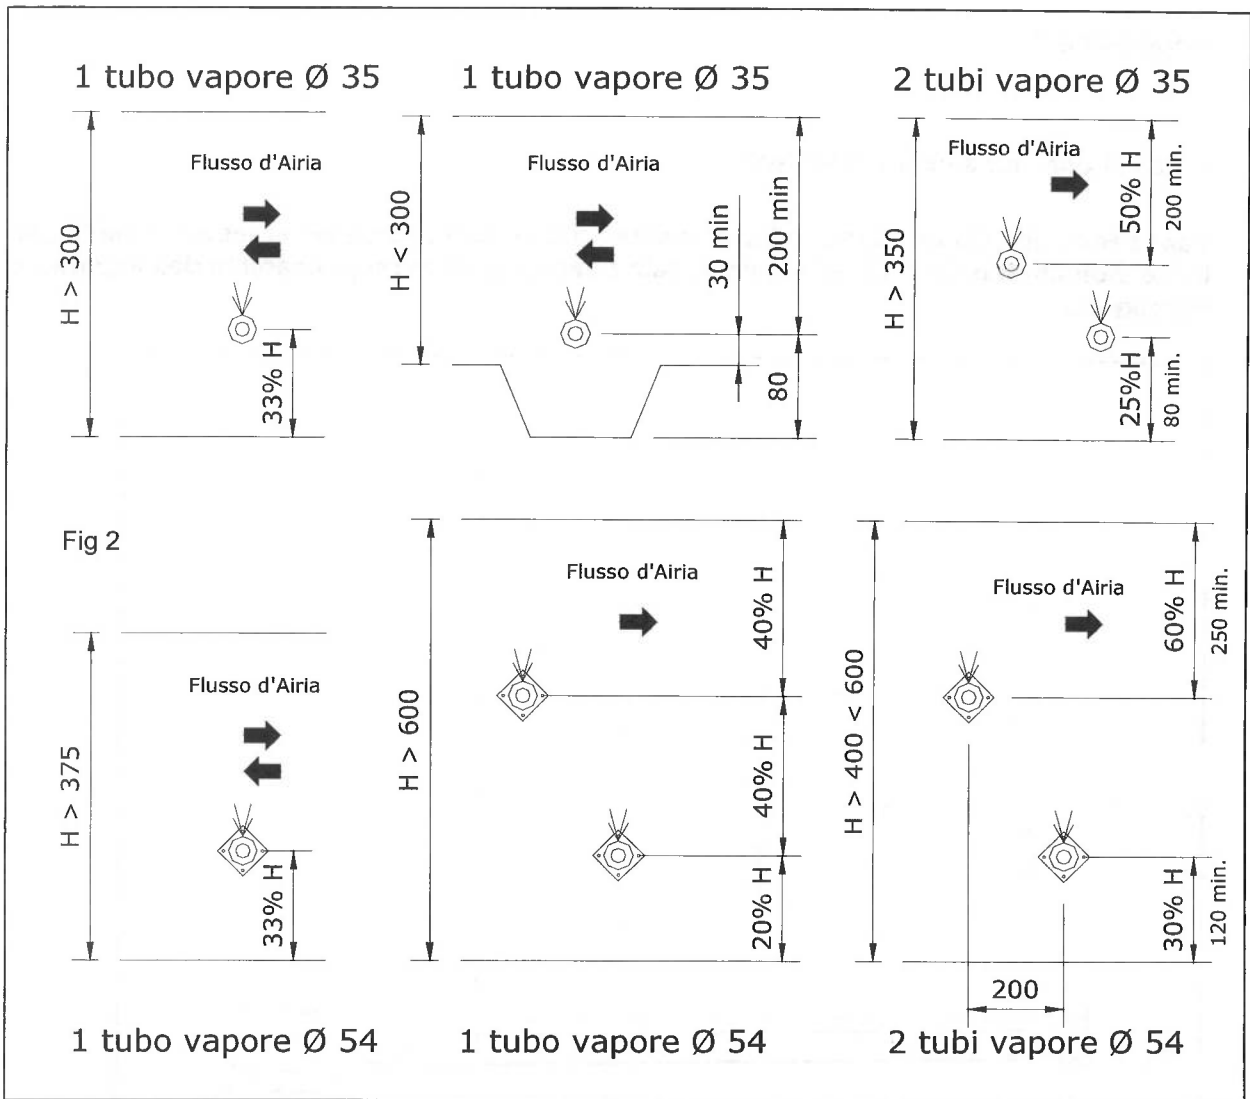 1 tubo vapore Ø 35
H > 300
Flusso d'Airia
33% H
1 tubo vapore Ø 35
H < 300
Flusso d'Airia
30 min
200 min
80
2 tubi vapore Ø 35
H > 350
Flusso d'Airia
50% H
200 min.
25%H
80 min.
Fig 2
H > 375
Flusso d'Airia
33% H
1 tubo vapore Ø 54
H > 600
Flusso d'Airia
40% H
40% H
20% H
1 tubo vapore Ø 54
H > 400 < 600
Flusso d'Airia
60% H
250 min.
30% H
120 min.
200
2 tubi vapore Ø 54